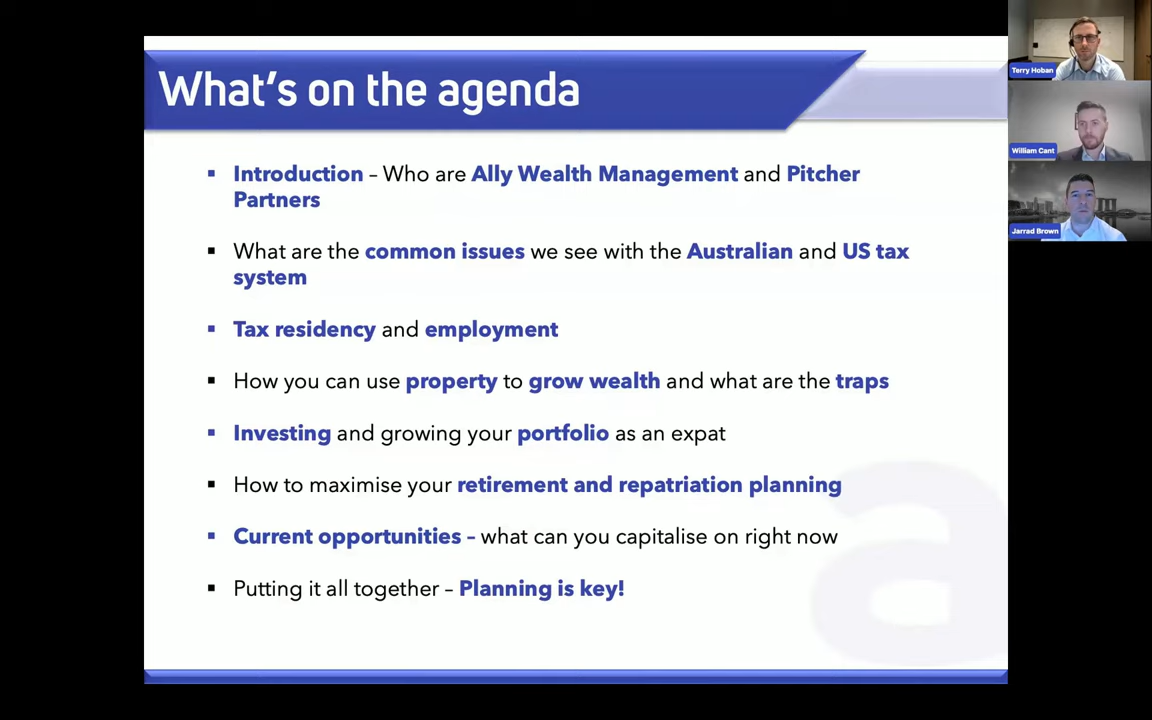 What's on the agenda
▪ Introduction – Who are Ally Wealth Management and Pitcher
Partners
▪ What are the common issues we see with the Australian and US tax
system
▪ Tax residency and employment
▪ How you can use property to grow wealth and what are the traps
▪ Investing and growing your portfolio as an expat
▪ How to maximise your retirement and repatriation planning
▪ Current opportunities – what can you capitalise on right now
▪ Putting it all together – Planning is key!
Terry Hoban
William Cant
Jarrad Brown